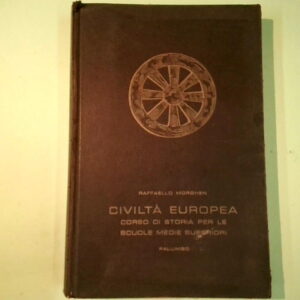 RAFFAELLO MORGHEN
CIVILTÀ EUROPEA
CORSO DI STORIA PER LE
SCUOLE MEDIE SUPERIORI
PALUMBO